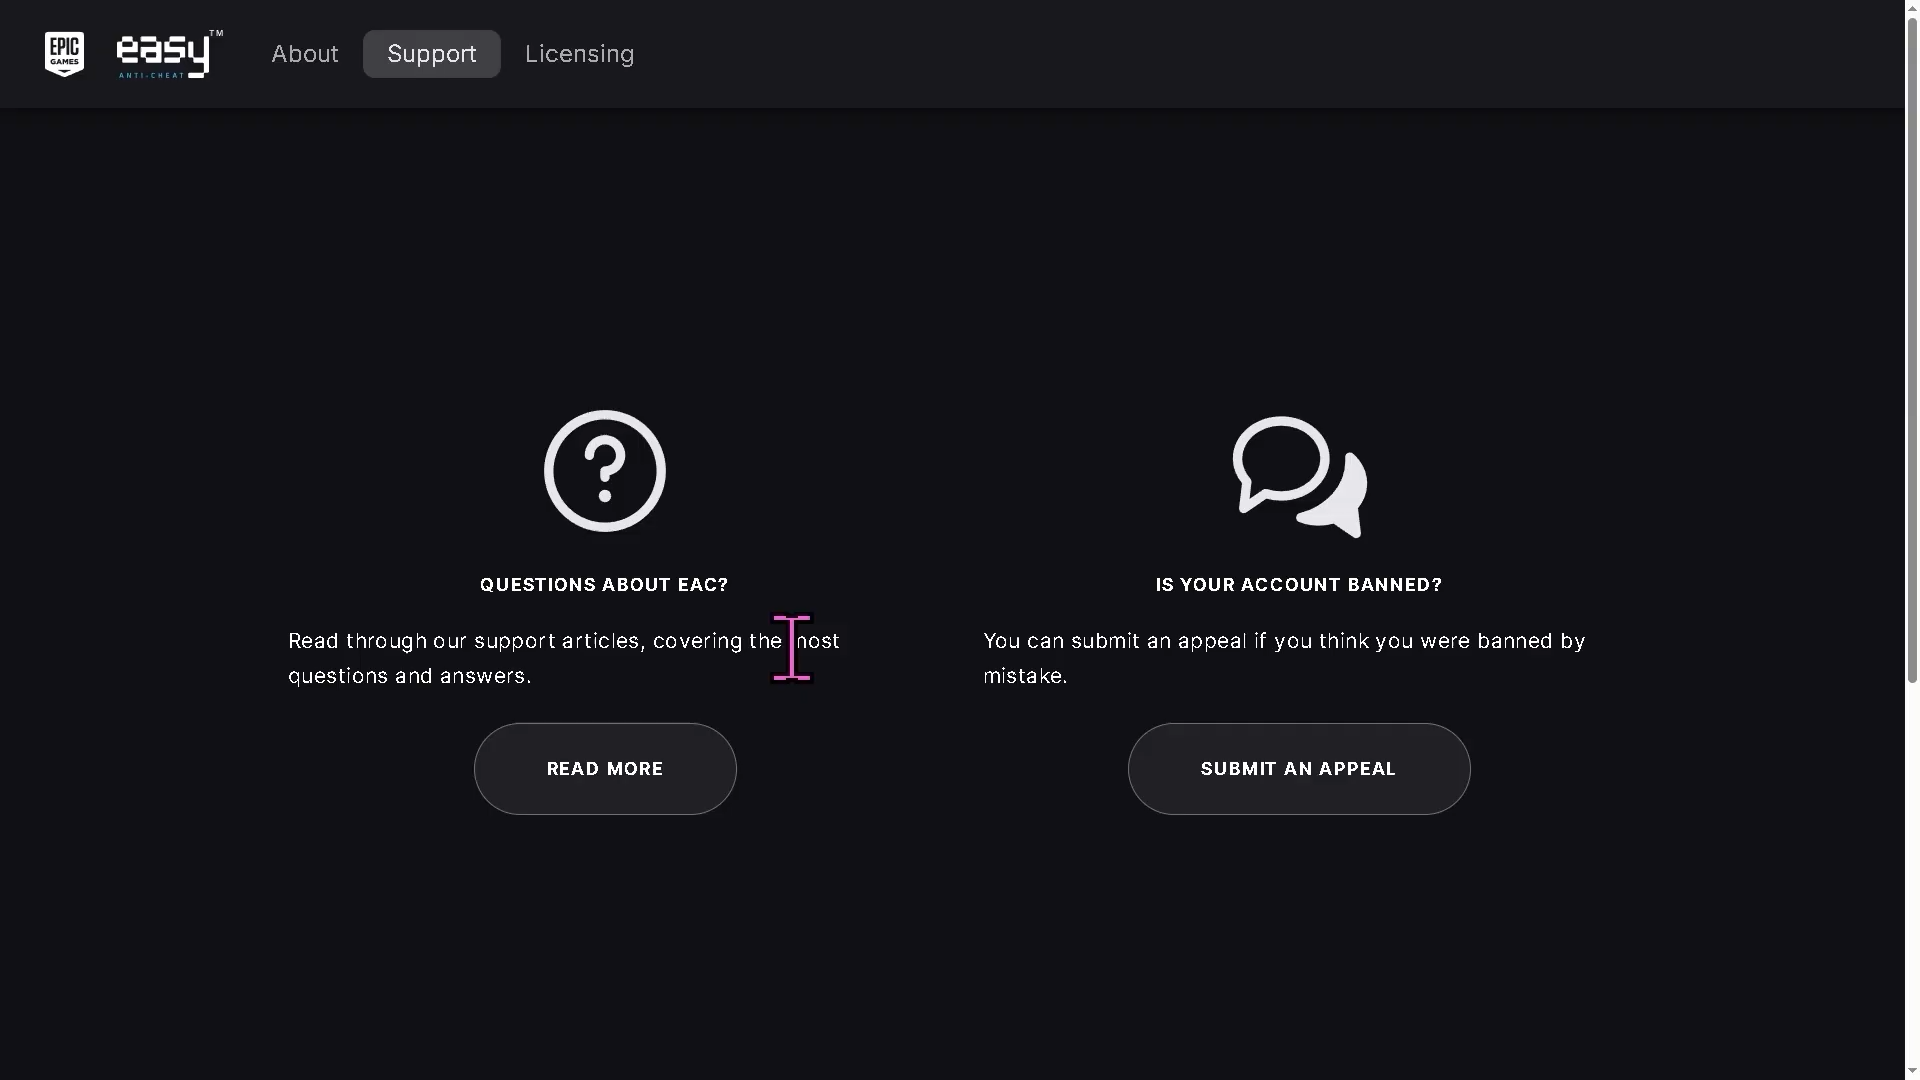 EPIC
GAMES
easy™
ANTI-CHEAT
About
Support
Licensing
QUESTIONS ABOUT EAC?
Read through our support articles, covering the most
questions and answers.
READ MORE
IS YOUR ACCOUNT BANNED?
You can submit an appeal if you think you were banned by
mistake.
SUBMIT AN APPEAL